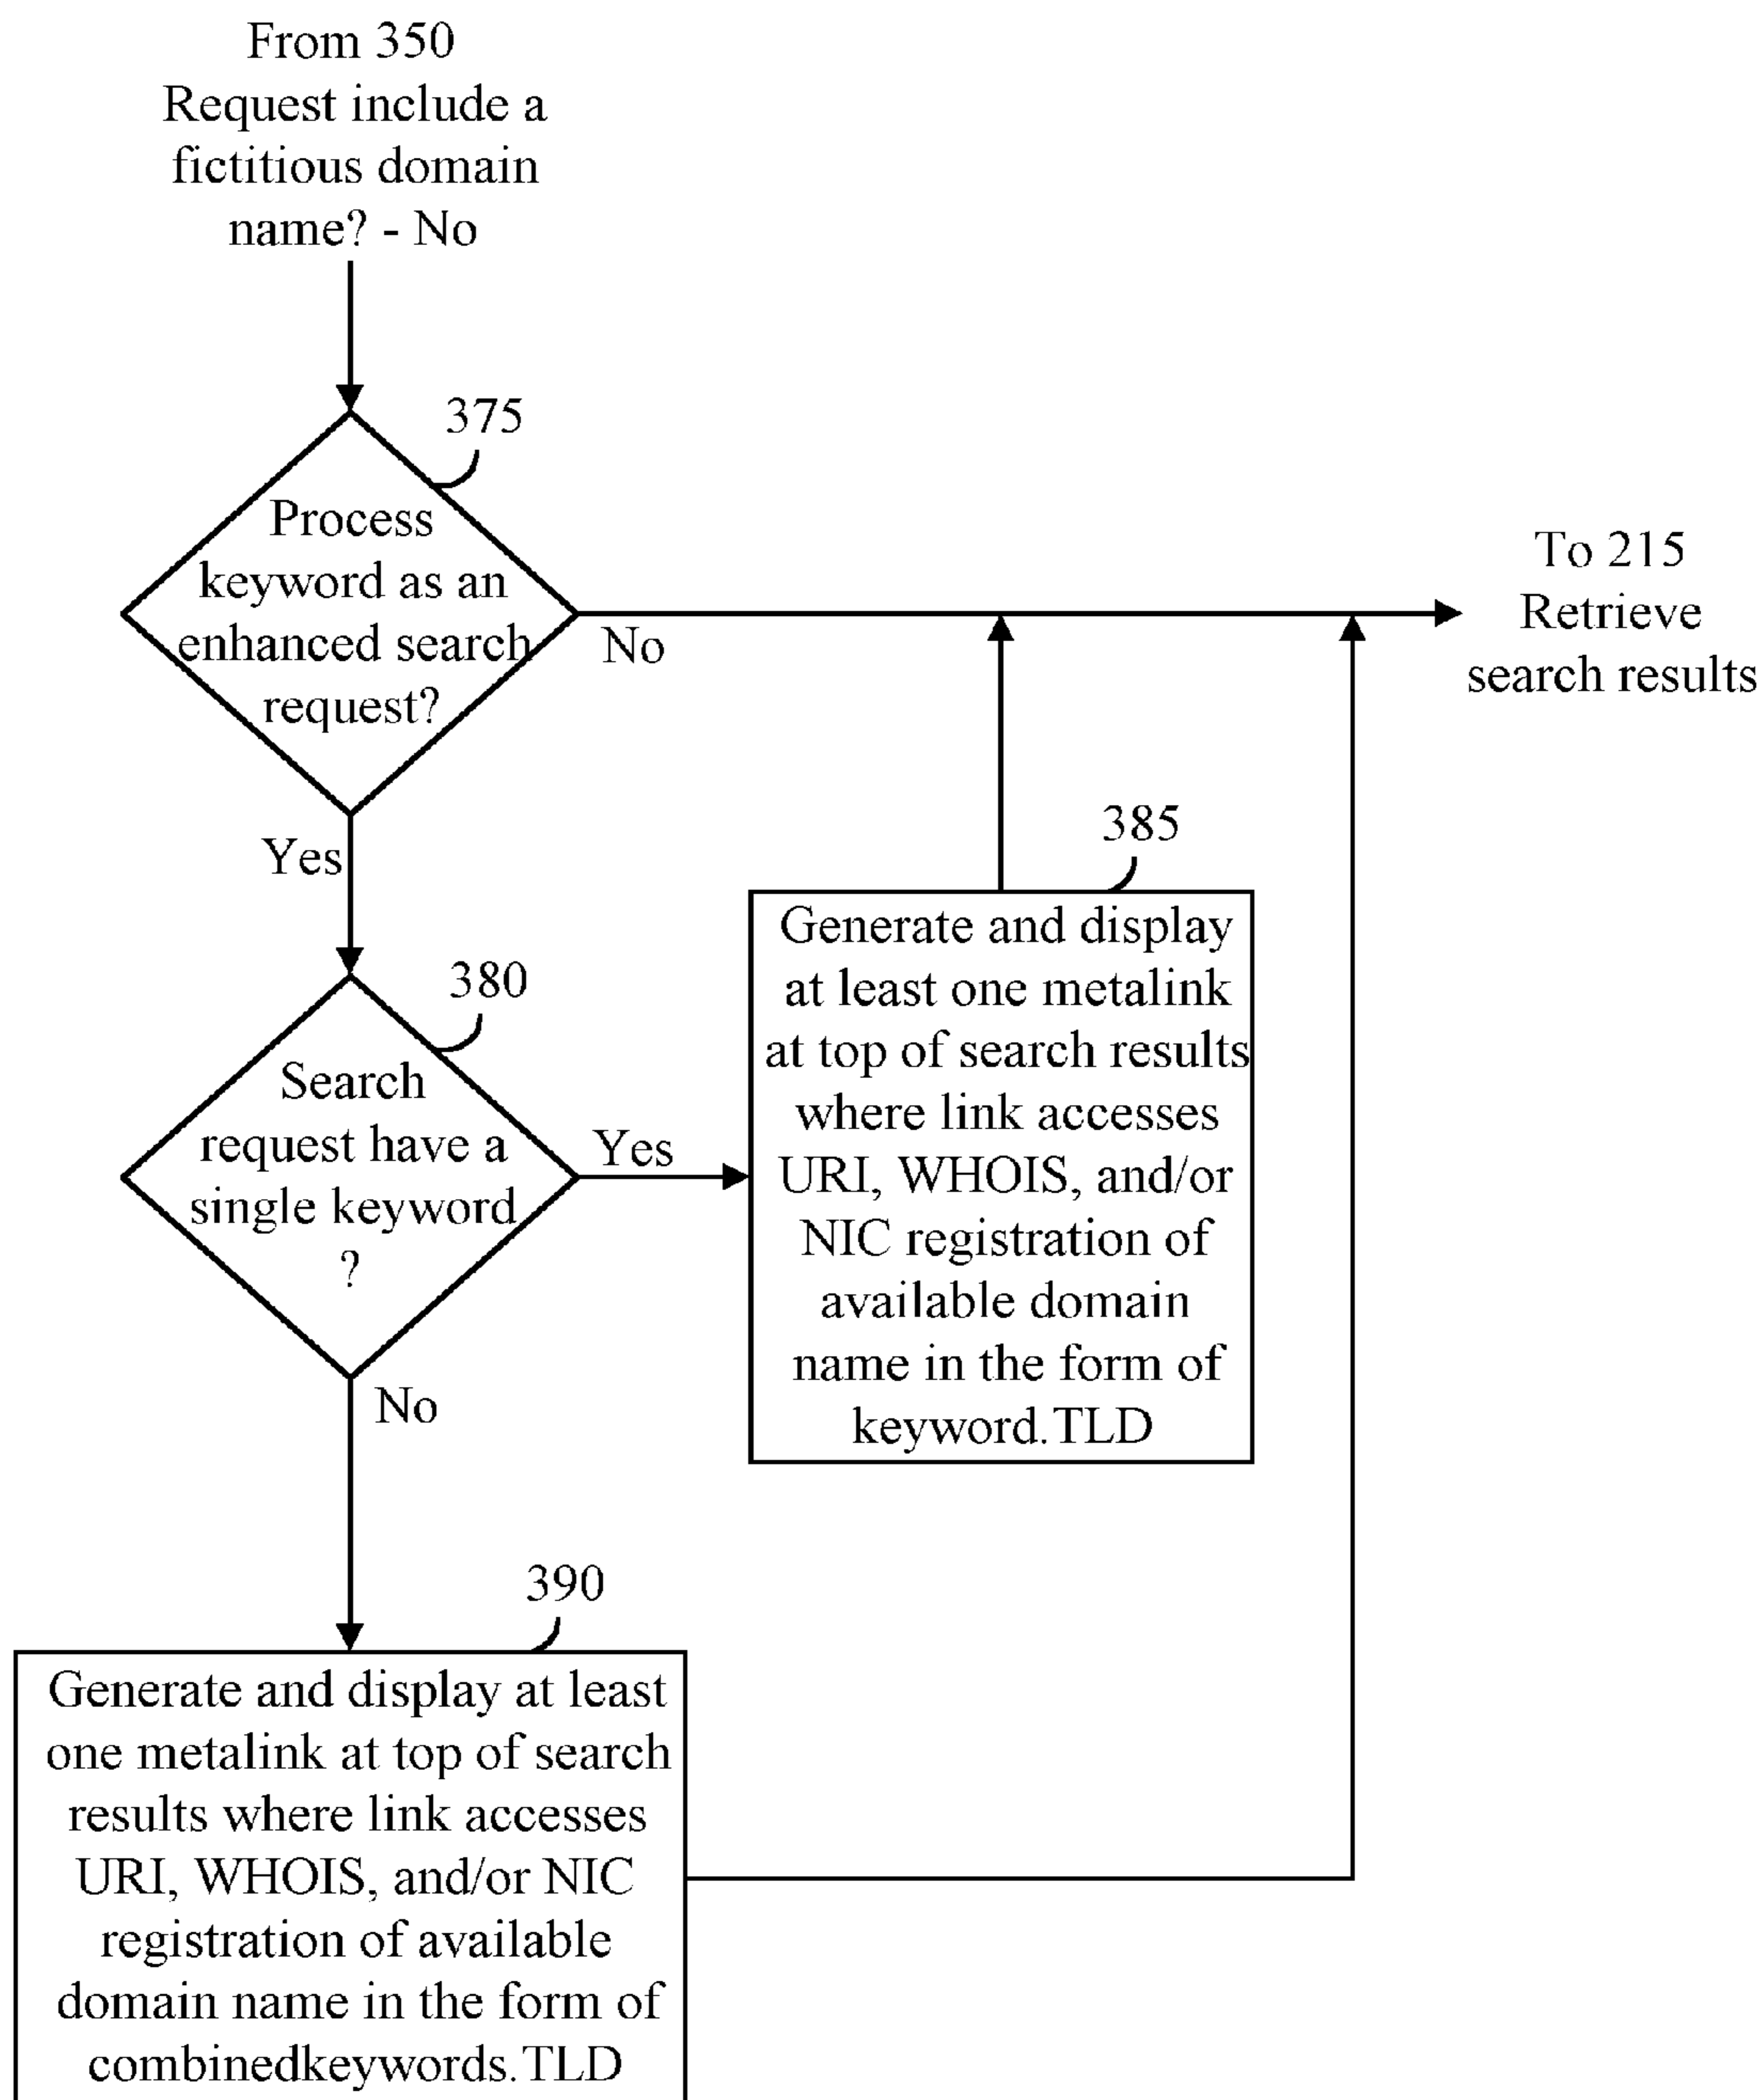 From 350
Request include a
fictitious domain
name? - No
375
Process
keyword as an
enhanced search
request?
No
To 215
Retrieve
search results
Yes
380
Search
request have a
single keyword
?
Yes
385
Generate and display
at least one metalink
at top of search results
where link accesses
URI, WHOIS, and/or
NIC registration of
available domain
name in the form of
keyword.TLD
No
390
Generate and display at least
one metalink at top of search
results where link accesses
URI, WHOIS, and/or NIC
registration of available
domain name in the form of
combinedkeywords.TLD